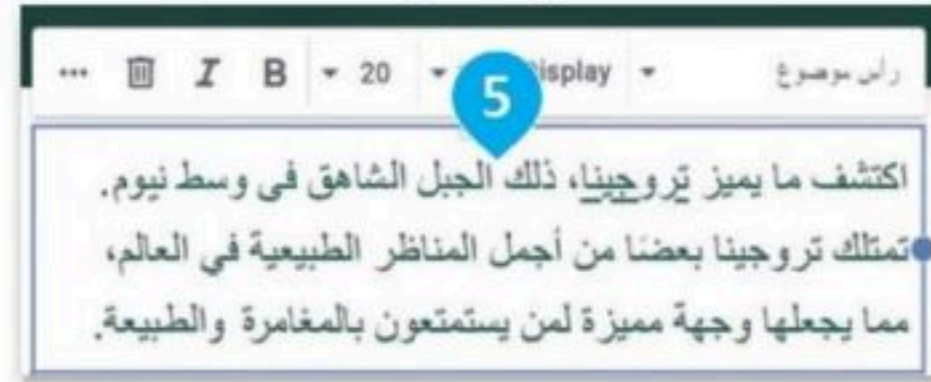 رأس موضوع isplay 20 B I ...
5
اكتشف ما يميز تروجينا، ذلك الجبل الشاهق في وسط نيوم.
تمتلك تروجينا بعضًا من أجمل المناظر الطبيعية في العالم،
مما يجعلها وجهة مميزة لمن يستمتعون بالمغامرة والطبيعة.